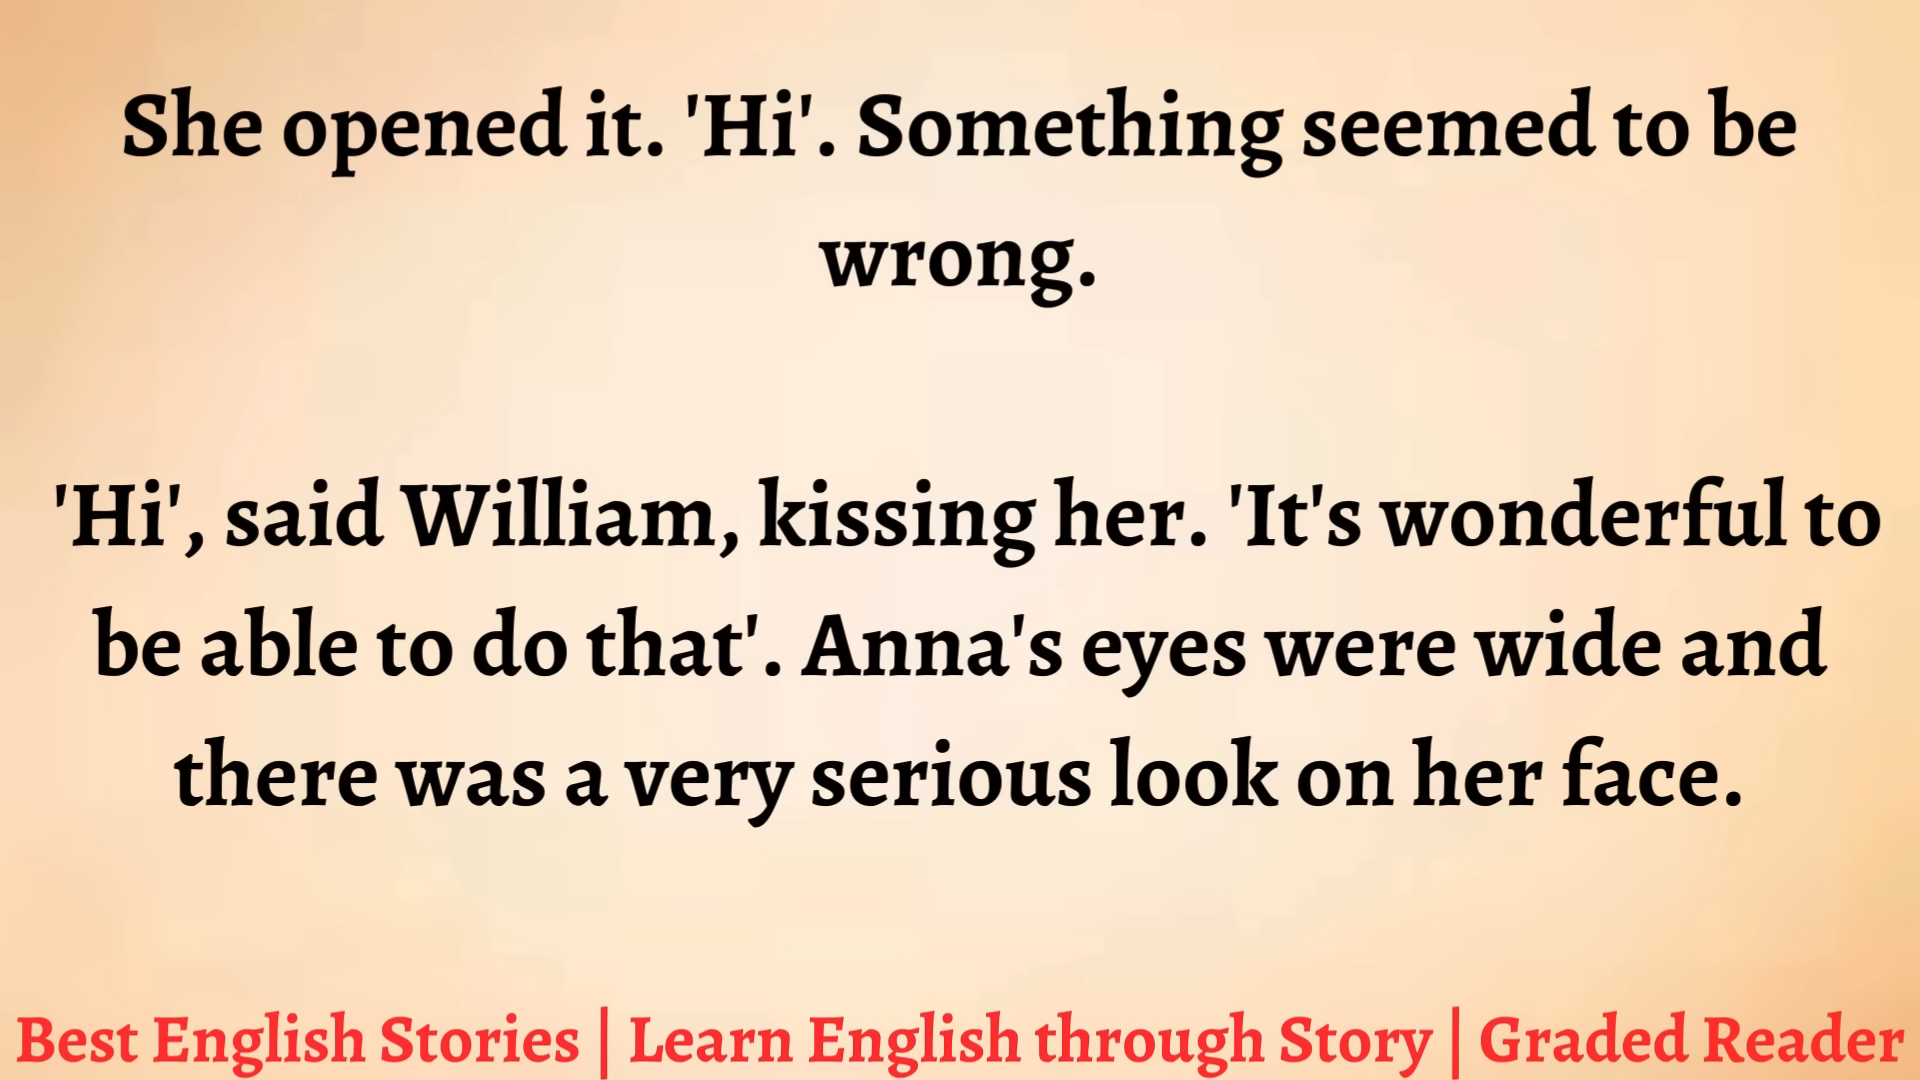 She opened it. 'Hi'. Something seemed to be
wrong.
'Hi', said William, kissing her. 'It's wonderful to
be able to do that'. Anna's eyes were wide and
there was a very serious look on her face.
Best English Stories | Learn English through Story | Graded Reader